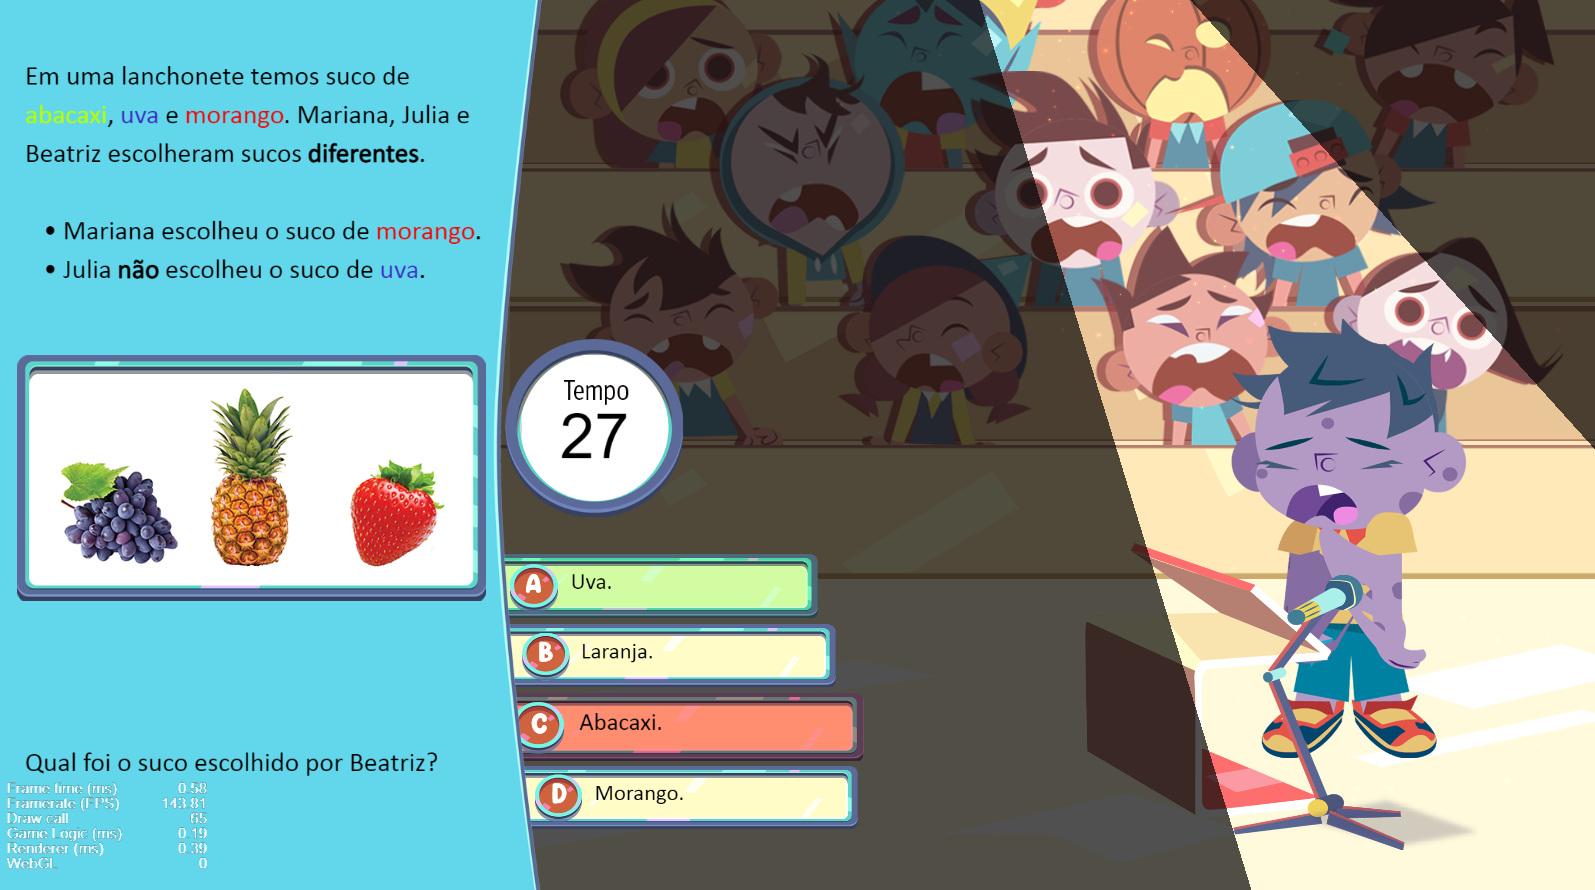 Em uma lanchonete temos suco de
abacaxi, uva e morango. Mariana, Julia e
Beatriz escolheram sucos diferentes.
• Mariana escolheu o suco de morango.
• Julia não escolheu o suco de uva.
Tempo
27
A Uva.
B Laranja.
C Abacaxi.
D Morango.
Qual foi o suco escolhido por Beatriz?
Frame time (ms) 0.58
Framerate (FPS) 143.81
Draw call 65
Game Logic (ms) 0.19
Renderer (ms) 0.39
WebGL 0